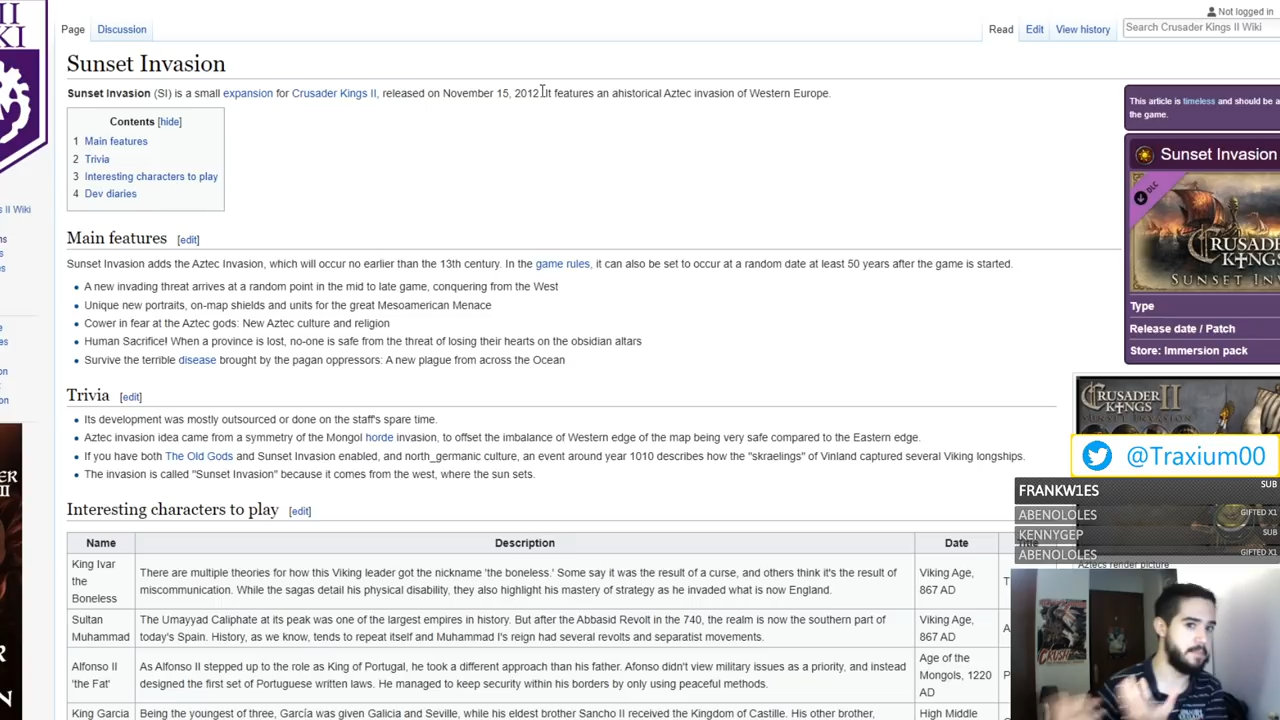 II
KI
Not logged in
Page Discussion Read Edit View history Search Crusader Kings II Wiki
Sunset Invasion
Sunset Invasion (SI) is a small expansion for Crusader Kings II, released on November 15, 2012. It features an ahistorical Aztec invasion of Western Europe.
This article is timeless and should be a
the game.
Contents [hide]
1 Main features
2 Trivia
3 Interesting characters to play
4 Dev diaries
Sunset Invasion
DLC
CRUSADER
KINGS
SUNSET IN
s II Wiki
Main features [edit]
Sunset Invasion adds the Aztec Invasion, which will occur no earlier than the 13th century. In the game rules, it can also be set to occur at a random date at least 50 years after the game is started.
A new invading threat arrives at a random point in the mid to late game, conquering from the West
Unique new portraits, on-map shields and units for the great Mesoamerican Menace
Cower in fear at the Aztec gods: New Aztec culture and religion
Human Sacrifice! When a province is lost, no-one is safe from the threat of losing their hearts on the obsidian altars
Survive the terrible disease brought by the pagan oppressors: A new plague from across the Ocean
Type
Release date / Patch
Store: Immersion pack
Trivia [edit]
Its development was mostly outsourced or done on the staff's spare time.
Aztec invasion idea came from a symmetry of the Mongol horde invasion, to offset the imbalance of Western edge of the map being very safe compared to the Eastern edge.
If you have both The Old Gods and Sunset Invasion enabled, and north_germanic culture, an event around year 1010 describes how the "skraelings" of Vinland captured several Viking longships.
The invasion is called "Sunset Invasion" because it comes from the west, where the sun sets.
CRUSADER II
KINGS
SUNSET INVASION
@Traxium00
FRANKW1ES SUB
ABENOLOLES GIFTED X1
KENNYGEP SUB
ABENOLOLES GIFTED X1
Aztecs render picture
Interesting characters to play [edit]
Name Description Date
King Ivar the Boneless
There are multiple theories for how this Viking leader got the nickname 'the boneless.' Some say it was the result of a curse, and others think it's the result of
miscommunication. While the sagas detail his physical disability, they also highlight his mastery of strategy as he invaded what is now England.
Viking Age,
867 AD
Sultan
Muhammad
The Umayyad Caliphate at its peak was one of the largest empires in history. But after the Abbasid Revolt in the 740, the realm is now the southern part of
today's Spain. History, as we know, tends to repeat itself and Muhammad I's reign had several revolts and separatist movements.
Viking Age,
867 AD
Alfonso II
'the Fat'
As Alfonso II stepped up to the role as King of Portugal, he took a different approach than his father. Afonso didn't view military issues as a priority, and instead
designed the first set of Portuguese written laws. He managed to keep security within his borders by only using peaceful methods.
Age of the
Mongols, 1220
AD
King Garcia
Being the youngest of three, García was given Galicia and Seville, while his eldest brother Sancho II received the Kingdom of Castille. His other brother,
High Middle